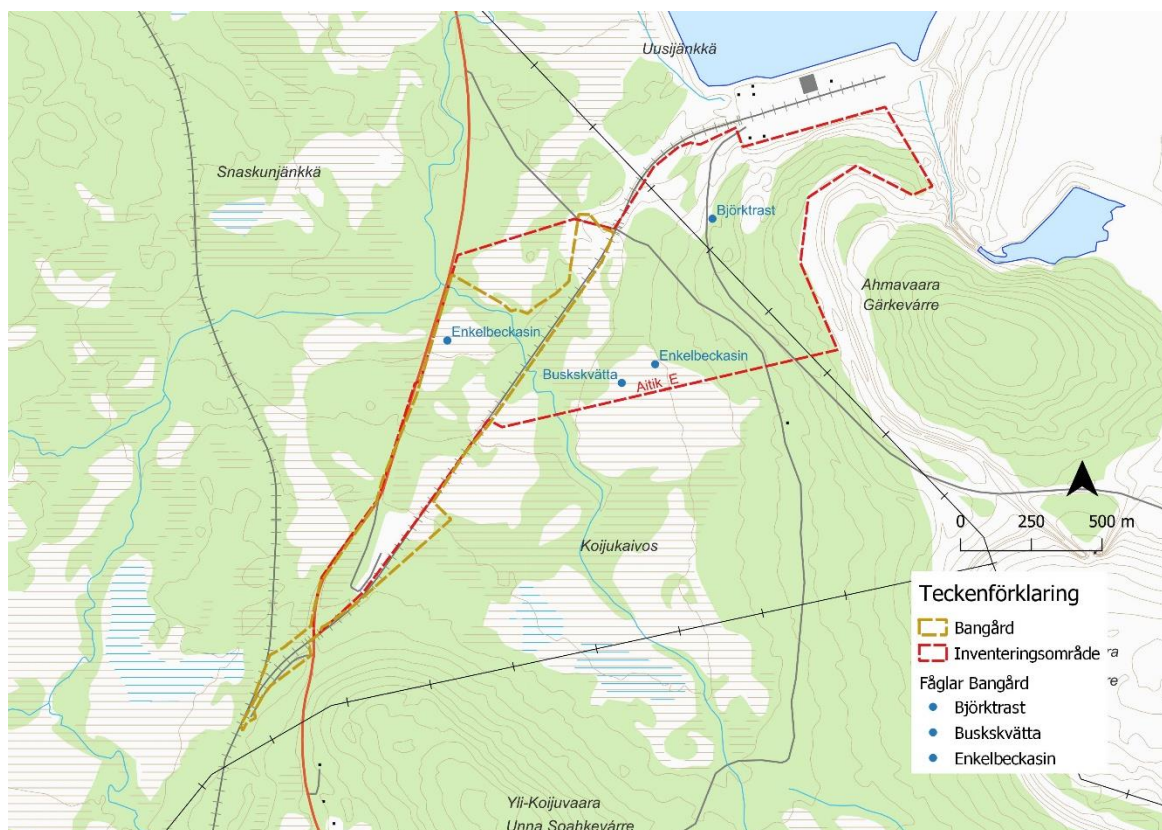 Uusijänkkä
Snaskunjänkkä
Björktrast
Ahmavaara
Gärkevárre
Enkelbeckasin
Enkelbeckasin
Buskskvätta
Aitik E
Koijukaivos
0 250 500 m
Teckenförklaring
Bangård
Inventeringsområde
Fåglar Bangård
Björktrast
Buskskvätta
Enkelbeckasin
Yli-Koijuvaara
Unna Soahkevárre